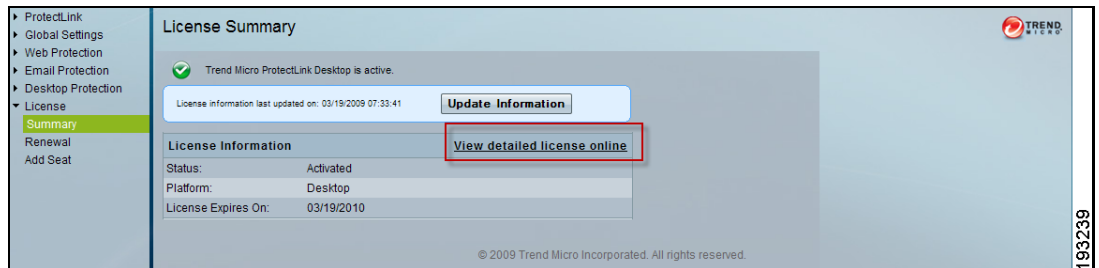 ProtectLink
Global Settings
Web Protection
Email Protection
Desktop Protection
License
Summary
Renewal
Add Seat
License Summary
TREND
MICRO
Trend Micro ProtectLink Desktop is active.
License information last updated on: 03/19/2009 07:33:41 Update Information
License Information View detailed license online
Status: Activated
Platform: Desktop
License Expires On: 03/19/2010
© 2009 Trend Micro Incorporated. All rights reserved.
193239